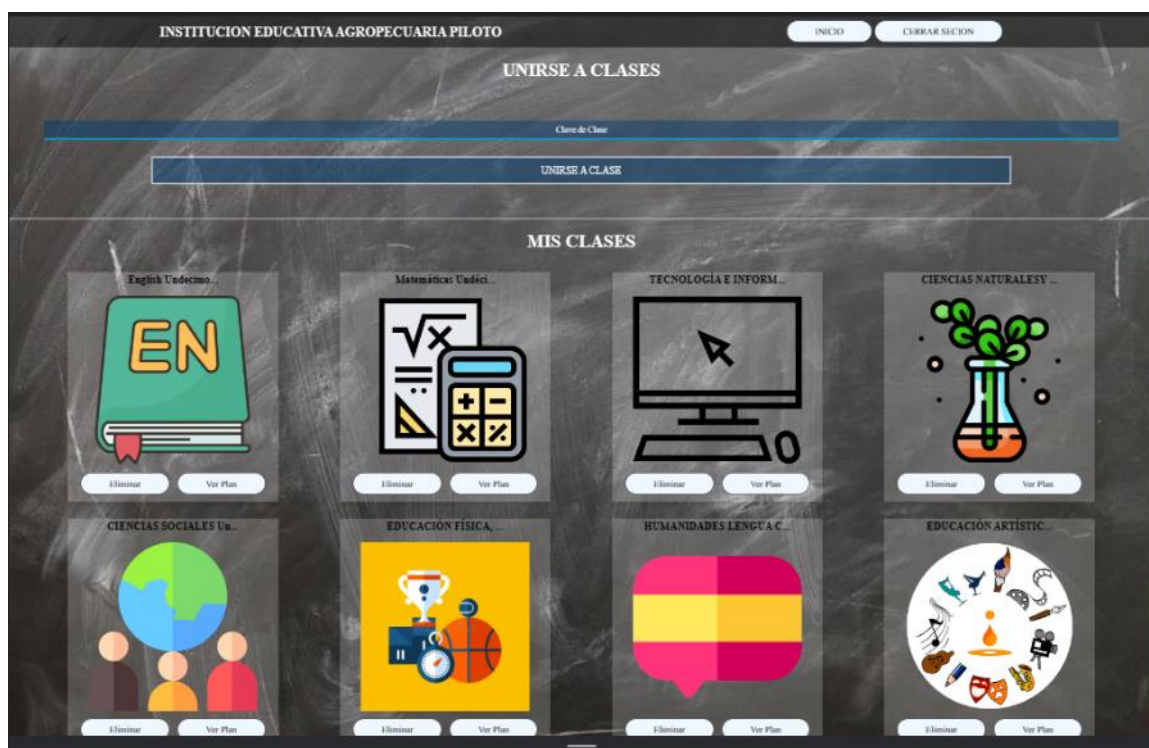 INSTITUCION EDUCATIVA AGROPECUARIA PILOTO
INICIO
CERRAR SECION
UNIRSE A CLASES
Clave de Clase
UNIRSE A CLASE
MIS CLASES
English Undecimo...
Matemáticas Undéci...
TECNOLOGÍA E INFORM...
CIENCIAS NATURALESY ...
EN
Eliminar
Ver Plan
Eliminar
Ver Plan
Eliminar
Ver Plan
Eliminar
Ver Plan
CIENCIAS SOCIALES Un...
EDUCACIÓN FÍSICA, ...
HUMANIDADES LENGUA C...
EDUCACIÓN ARTÍSTIC...
Eliminar
Ver Plan
Eliminar
Ver Plan
Eliminar
Ver Plan
Eliminar
Ver Plan